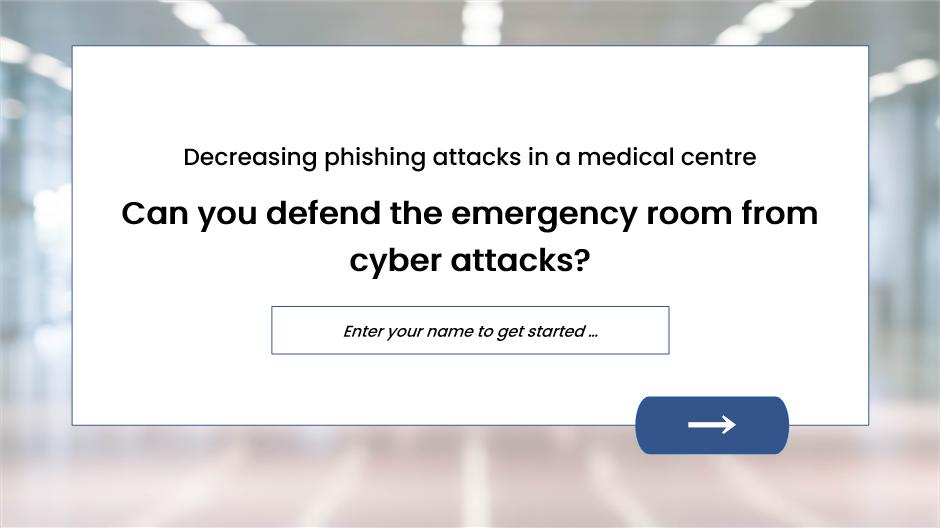 Decreasing phishing attacks in a medical centre
Can you defend the emergency room from
cyber attacks?
Enter your name to get started ...